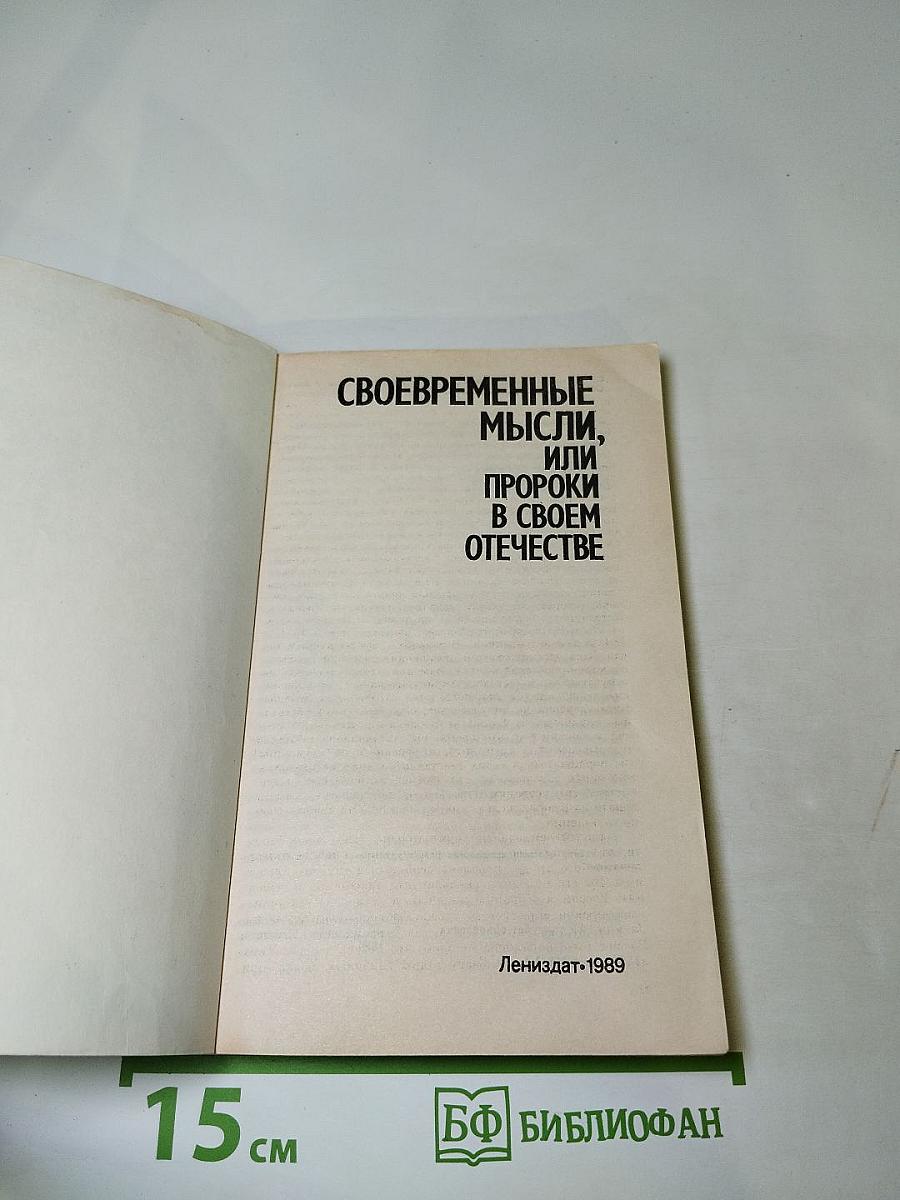 СВОЕВРЕМЕННЫЕ
МЫСЛИ,
ИЛИ
ПРОРОКИ
В СВОЕМ
ОТЕЧЕСТВЕ
Лениздат•1989
15 см
БФ БИБЛИОФАН